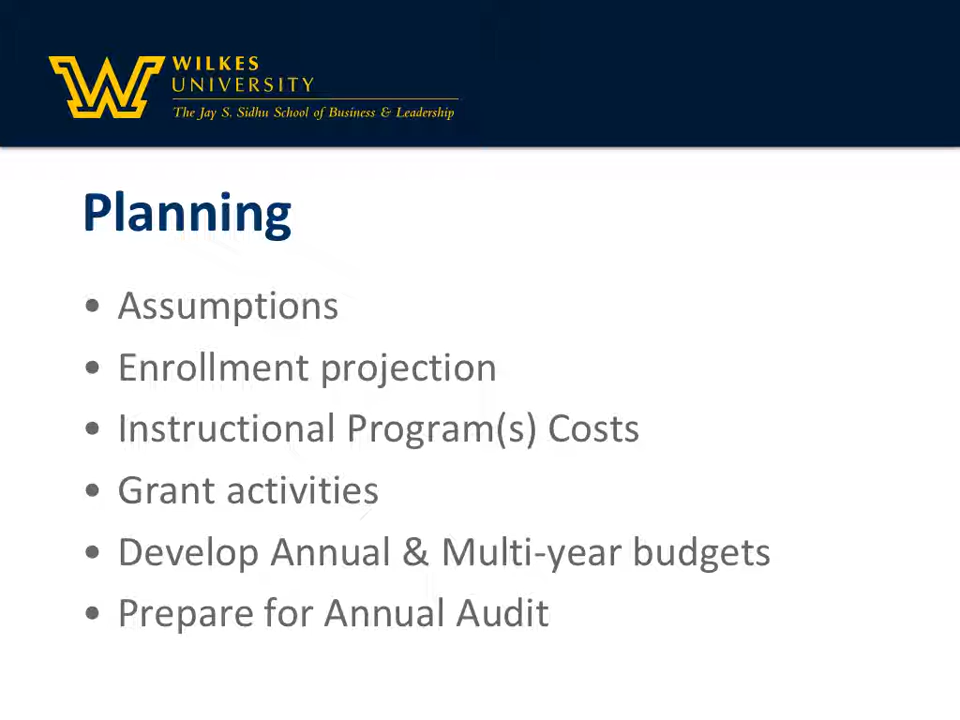 WILKES
UNIVERSITY
The Jay S. Sidhu School of Business & Leadership
Planning
• Assumptions
• Enrollment projection
• Instructional Program(s) Costs
• Grant activities
• Develop Annual & Multi-year budgets
• Prepare for Annual Audit